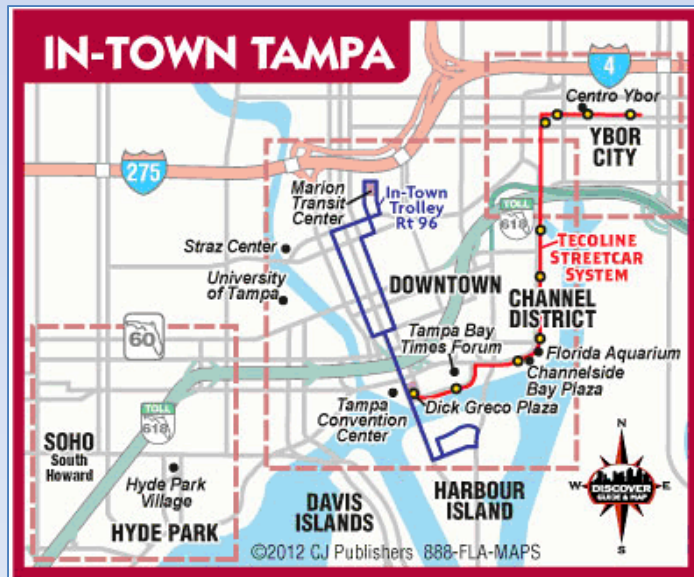 IN-TOWN TAMPA
4
Centro Ybor
YBOR
CITY
275
Marion
Transit
Center
In-Town
Trolley
Rt 96
TOLL
618
Straz Center
TECOLINE
STREETCAR
SYSTEM
University
of Tampa
DOWNTOWN
CHANNEL
DISTRICT
60
Tampa Bay
Times Forum
Florida Aquarium
Channelside
Bay Plaza
TOLL
618
Tampa
Convention
Center
Dick Greco Plaza
SOHO
South
Howard
Hyde Park
Village
HYDE PARK
DAVIS
ISLANDS
HARBOUR
ISLAND
N
W
E
S
DISCOVER
GUIDE & MAP
©2012 CJ Publishers 888-FLA-MAPS